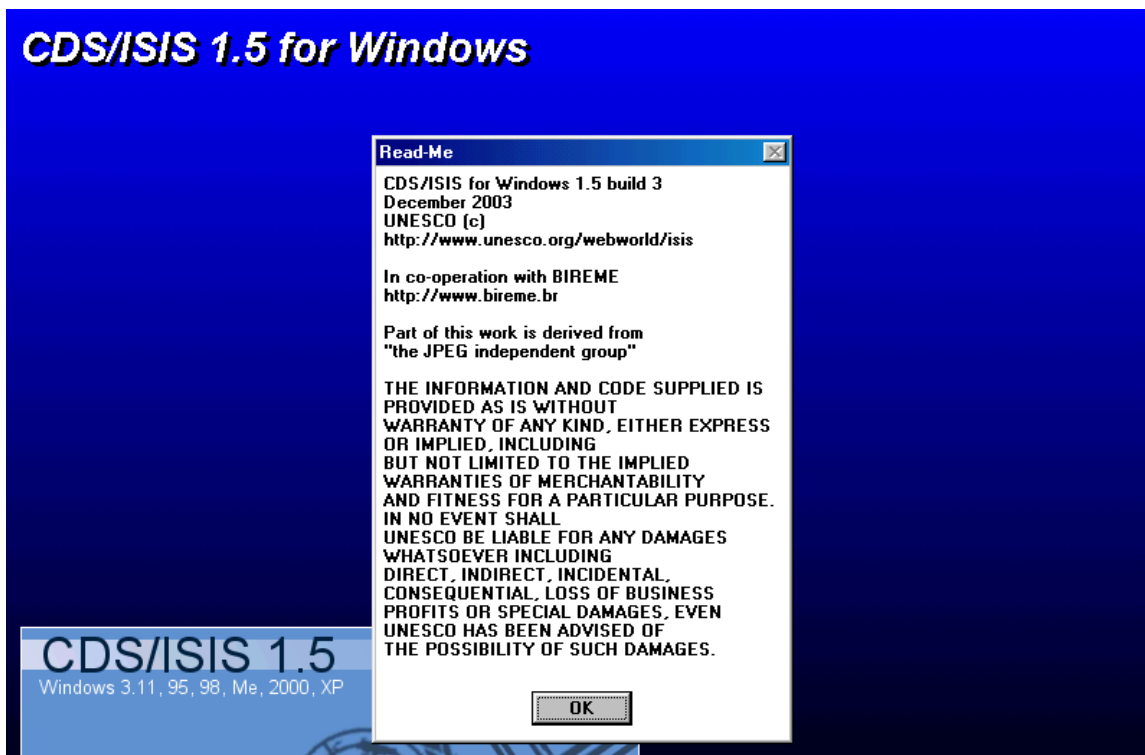 CDS/ISIS 1.5 for Windows
Read-Me
CDS/ISIS for Windows 1.5 build 3
December 2003
UNESCO (c)
http://www.unesco.org/webworld/isis
In co-operation with BIREME
http://www.bireme.br
Part of this work is derived from
"the JPEG independent group"
THE INFORMATION AND CODE SUPPLIED IS
PROVIDED AS IS WITHOUT
WARRANTY OF ANY KIND, EITHER EXPRESS
OR IMPLIED, INCLUDING
BUT NOT LIMITED TO THE IMPLIED
WARRANTIES OF MERCHANTABILITY
AND FITNESS FOR A PARTICULAR PURPOSE.
IN NO EVENT SHALL
UNESCO BE LIABLE FOR ANY DAMAGES
WHATSOEVER INCLUDING
DIRECT, INDIRECT, INCIDENTAL,
CONSEQUENTIAL, LOSS OF BUSINESS
PROFITS OR SPECIAL DAMAGES, EVEN
UNESCO HAS BEEN ADVISED OF
THE POSSIBILITY OF SUCH DAMAGES.
OK
CDS/ISIS 1.5
Windows 3.11, 95, 98, Me, 2000, XP